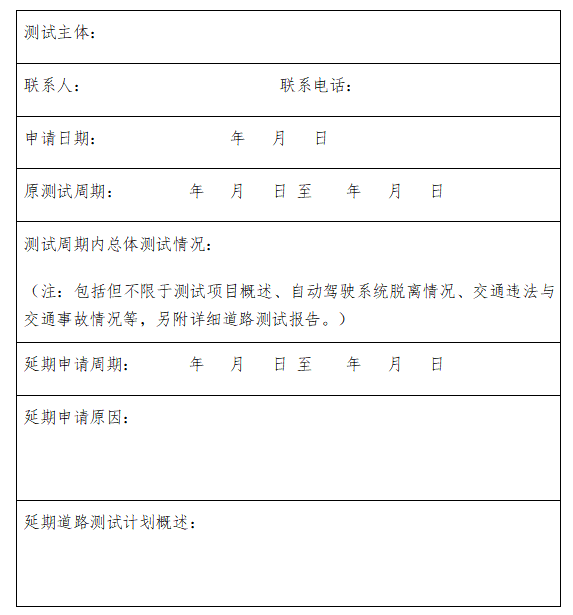 测试主体：
联系人： 联系电话：
申请日期： 年 月 日
原测试周期： 年 月 日 至 年 月 日
测试周期内总体测试情况：
（注：包括但不限于测试项目概述、自动驾驶系统脱离情况、交通违法与
交通事故情况等，另附详细道路测试报告。）
延期申请周期： 年 月 日 至 年 月 日
延期申请原因：
延期道路测试计划概述：